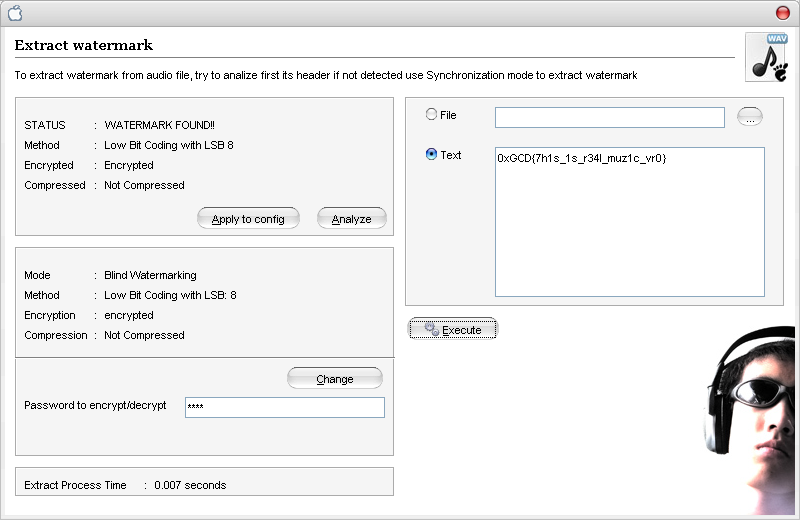 Extract watermark
WAV
To extract watermark from audio file, try to analize first its header if not detected use Synchronization mode to extract watermark
STATUS : WATERMARK FOUND!!
Method : Low Bit Coding with LSB 8
Encrypted : Encrypted
Compressed : Not Compressed
Apply to config Analyze
Mode : Blind Watermarking
Method : Low Bit Coding with LSB: 8
Encryption : encrypted
Compression : Not Compressed
Change
Password to encrypt/decrypt ****
Extract Process Time : 0.007 seconds
File ...
Text 0xGCD{7h1s_1s_r34l_muz1c_vr0}
Execute